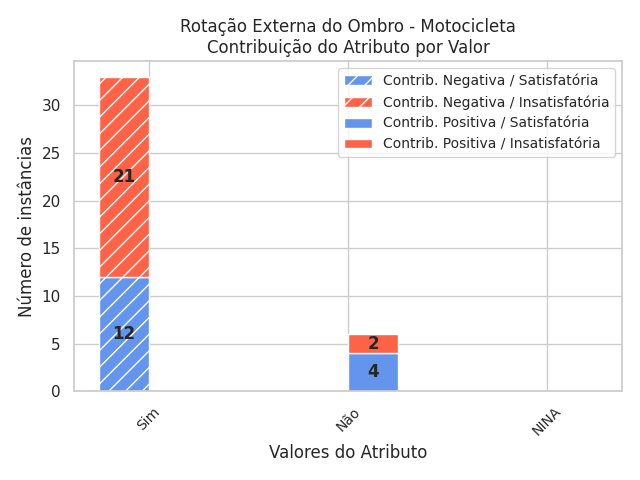 Rotação Externa do Ombro - Motocicleta
Contribuição do Atributo por Valor
Contrib. Negativa / Satisfatória
Contrib. Negativa / Insatisfatória
Contrib. Positiva / Satisfatória
Contrib. Positiva / Insatisfatória
Número de instâncias
30
25
20
15
10
5
0
21
12
2
4
Sim
Não
NINA
Valores do Atributo